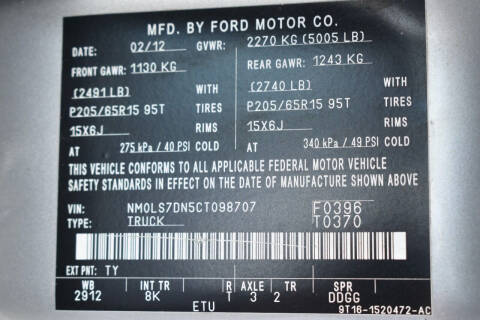 MFD. BY FORD MOTOR CO.
DATE: 02/12 GVWR: 2270 KG (5005 LB)
FRONT GAWR: 1130 KG REAR GAWR: 1243 KG
(2491 LB) WITH (2740 LB) WITH
P205/65R15 95T TIRES P205/65R15 95T TIRES
15X6J RIMS 15X6J RIMS
AT 275 kPa / 40 PSI COLD AT 340 kPa / 49 PSI COLD
THIS VEHICLE CONFORMS TO ALL APPLICABLE FEDERAL MOTOR VEHICLE
SAFETY STANDARDS IN EFFECT ON THE DATE OF MANUFACTURE SHOWN ABOVE
VIN: NM0LS7DN5CT098707 F0396
TYPE: TRUCK T0370
EXT PNT: TY
WB INT TR R AXLE TR SPR
2912 8K T 3 2 DDGG
ETU 9T16-1520472-AC